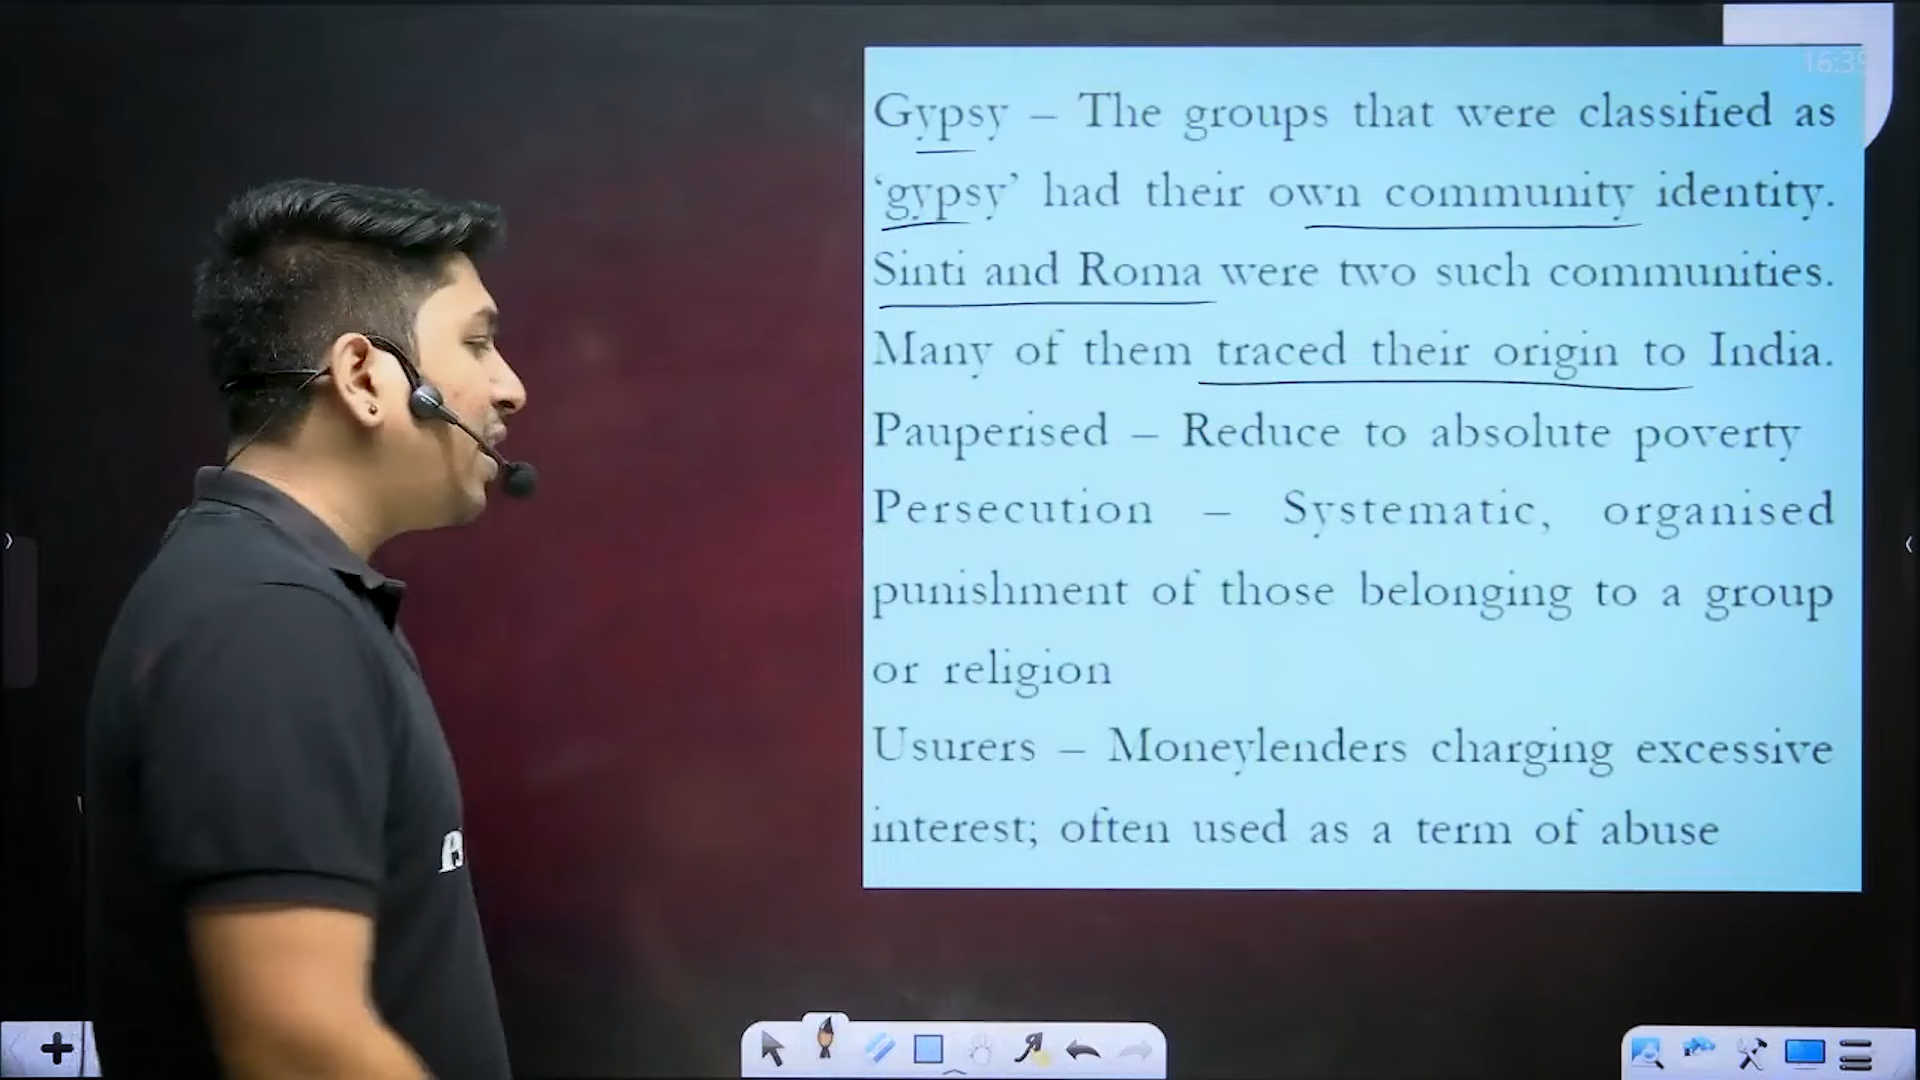 16:39
Gypsy – The groups that were classified as
‘gypsy’ had their own community identity.
Sinti and Roma were two such communities.
Many of them traced their origin to India.
Pauperised – Reduce to absolute poverty
Persecution – Systematic, organised
punishment of those belonging to a group
or religion
Usurers – Moneylenders charging excessive
interest; often used as a term of abuse